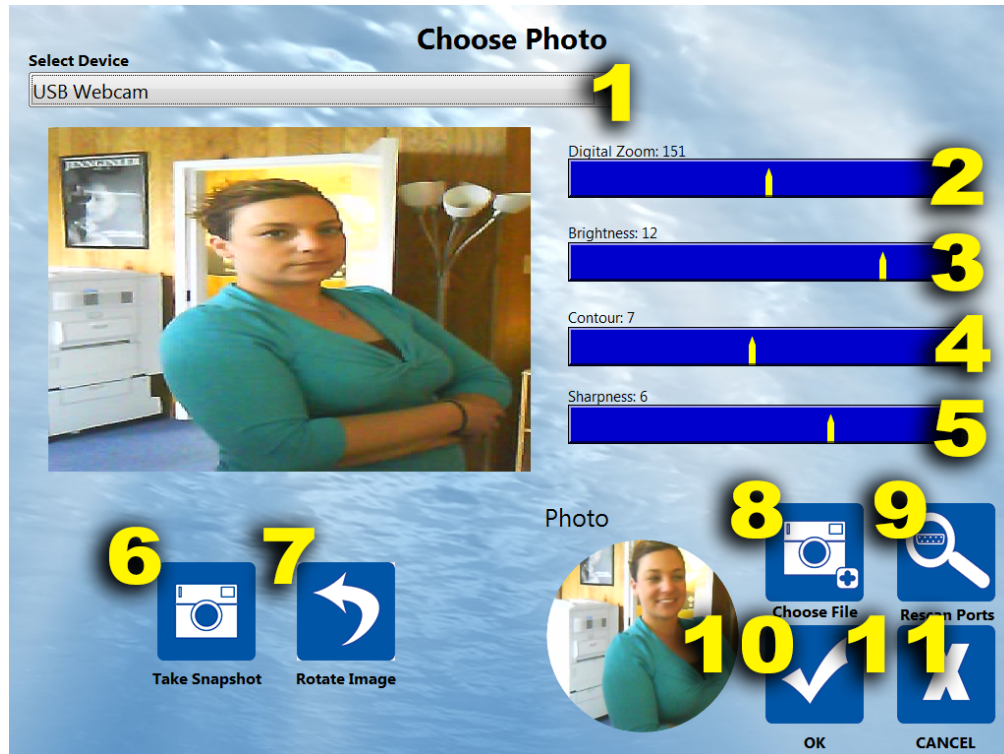 Choose Photo
Select Device
USB Webcam
1
Digital Zoom: 151
2
Brightness: 12
3
Contour: 7
4
Sharpness: 6
5
6
7
Photo
8
9
Take Snapshot
Rotate Image
Choose File
Rescan Ports
10
11
X
OK
CANCEL